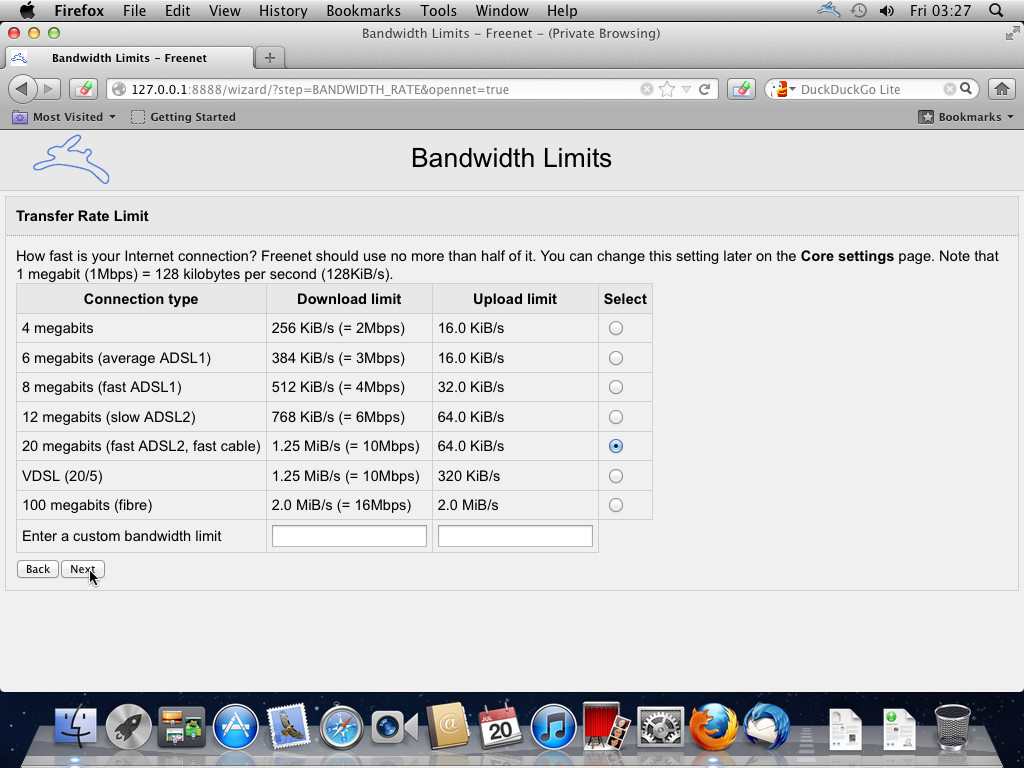 Firefox File Edit View History Bookmarks Tools Window Help Fri 03:27
Bandwidth Limits – Freenet – (Private Browsing)
Bandwidth Limits – Freenet
127.0.0.1:8888/wizard/?step=BANDWIDTH_RATE&opennet=true DuckDuckGo Lite
Most Visited Getting Started Bookmarks
Bandwidth Limits
Transfer Rate Limit
How fast is your Internet connection? Freenet should use no more than half of it. You can change this setting later on the Core settings page. Note that
1 megabit (1Mbps) = 128 kilobytes per second (128KiB/s).
Connection type Download limit Upload limit Select
4 megabits 256 KiB/s (= 2Mbps) 16.0 KiB/s
6 megabits (average ADSL1) 384 KiB/s (= 3Mbps) 16.0 KiB/s
8 megabits (fast ADSL1) 512 KiB/s (= 4Mbps) 32.0 KiB/s
12 megabits (slow ADSL2) 768 KiB/s (= 6Mbps) 64.0 KiB/s
20 megabits (fast ADSL2, fast cable) 1.25 MiB/s (= 10Mbps) 64.0 KiB/s
VDSL (20/5) 1.25 MiB/s (= 10Mbps) 320 KiB/s
100 megabits (fibre) 2.0 MiB/s (= 16Mbps) 2.0 MiB/s
Enter a custom bandwidth limit
Back Next
JUL
20